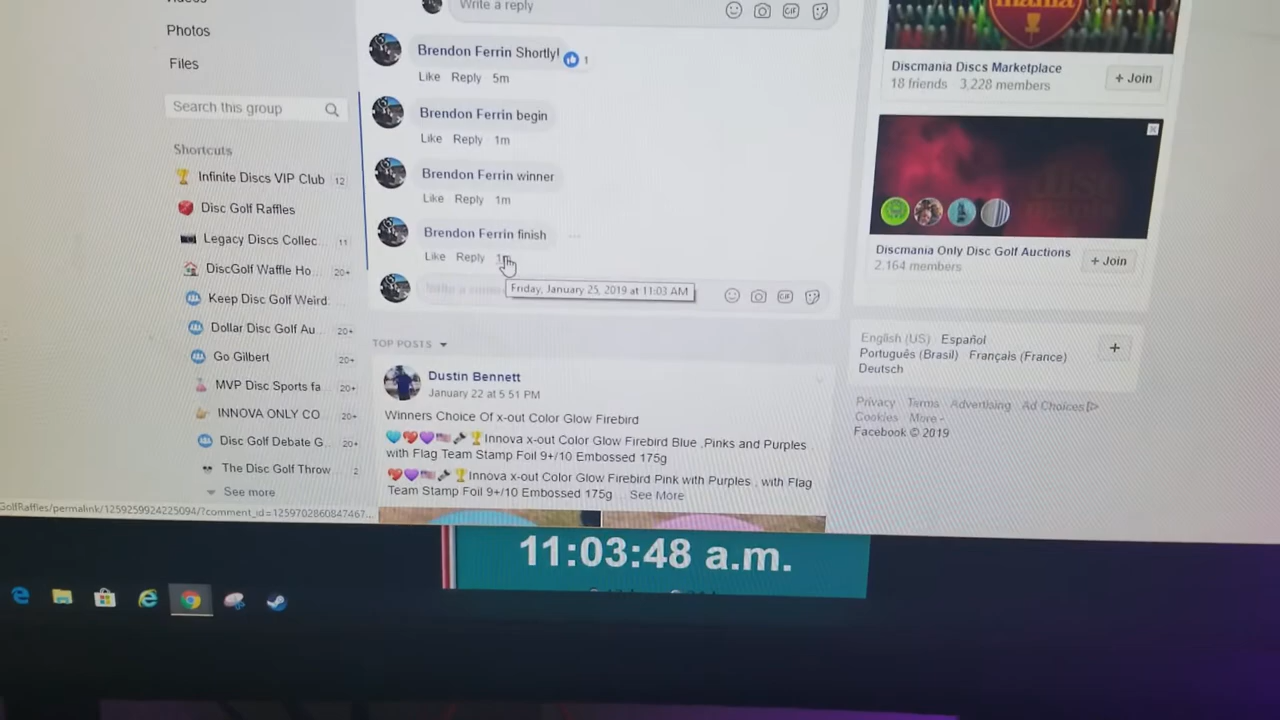 Write a reply
GIF
Photos
Files
Search this group
Shortcuts
Infinite Discs VIP Club 12
Disc Golf Raffles
Legacy Discs Collec... 11
DiscGolf Waffle Ho... 20+
Keep Disc Golf Weird:
Dollar Disc Golf Au... 20+
Go Gilbert 20+
MVP Disc Sports fa... 20+
INNOVA ONLY CO... 20+
Disc Golf Debate G... 20+
The Disc Golf Throw... 2
See more
GolfRaffles/permalink/1259259924225094/?comment_id=1259702860847467...
Brendon Ferrin Shortly! 1
Like Reply 5m
Brendon Ferrin begin
Like Reply 1m
Brendon Ferrin winner
Like Reply 1m
Brendon Ferrin finish ...
Like Reply
Friday, January 25, 2019 at 11:03 AM
GIF
TOP POSTS
Dustin Bennett
January 22 at 5:51 PM
Winners Choice Of x-out Color Glow Firebird
Innova x-out Color Glow Firebird Blue ,Pinks and Purples
with Flag Team Stamp Foil 9+/10 Embossed 175g
Innova x-out Color Glow Firebird Pink with Purples , with Flag
Team Stamp Foil 9+/10 Embossed 175g ... See More
mania
Discmania Discs Marketplace
18 friends 3,228 members
+ Join
disc
Discmania Only Disc Golf Auctions
2,164 members
+ Join
English (US) Español
Português (Brasil) Français (France)
Deutsch
+
Privacy Terms Advertising Ad Choices
Cookies More
Facebook © 2019
11:03:48 a.m.